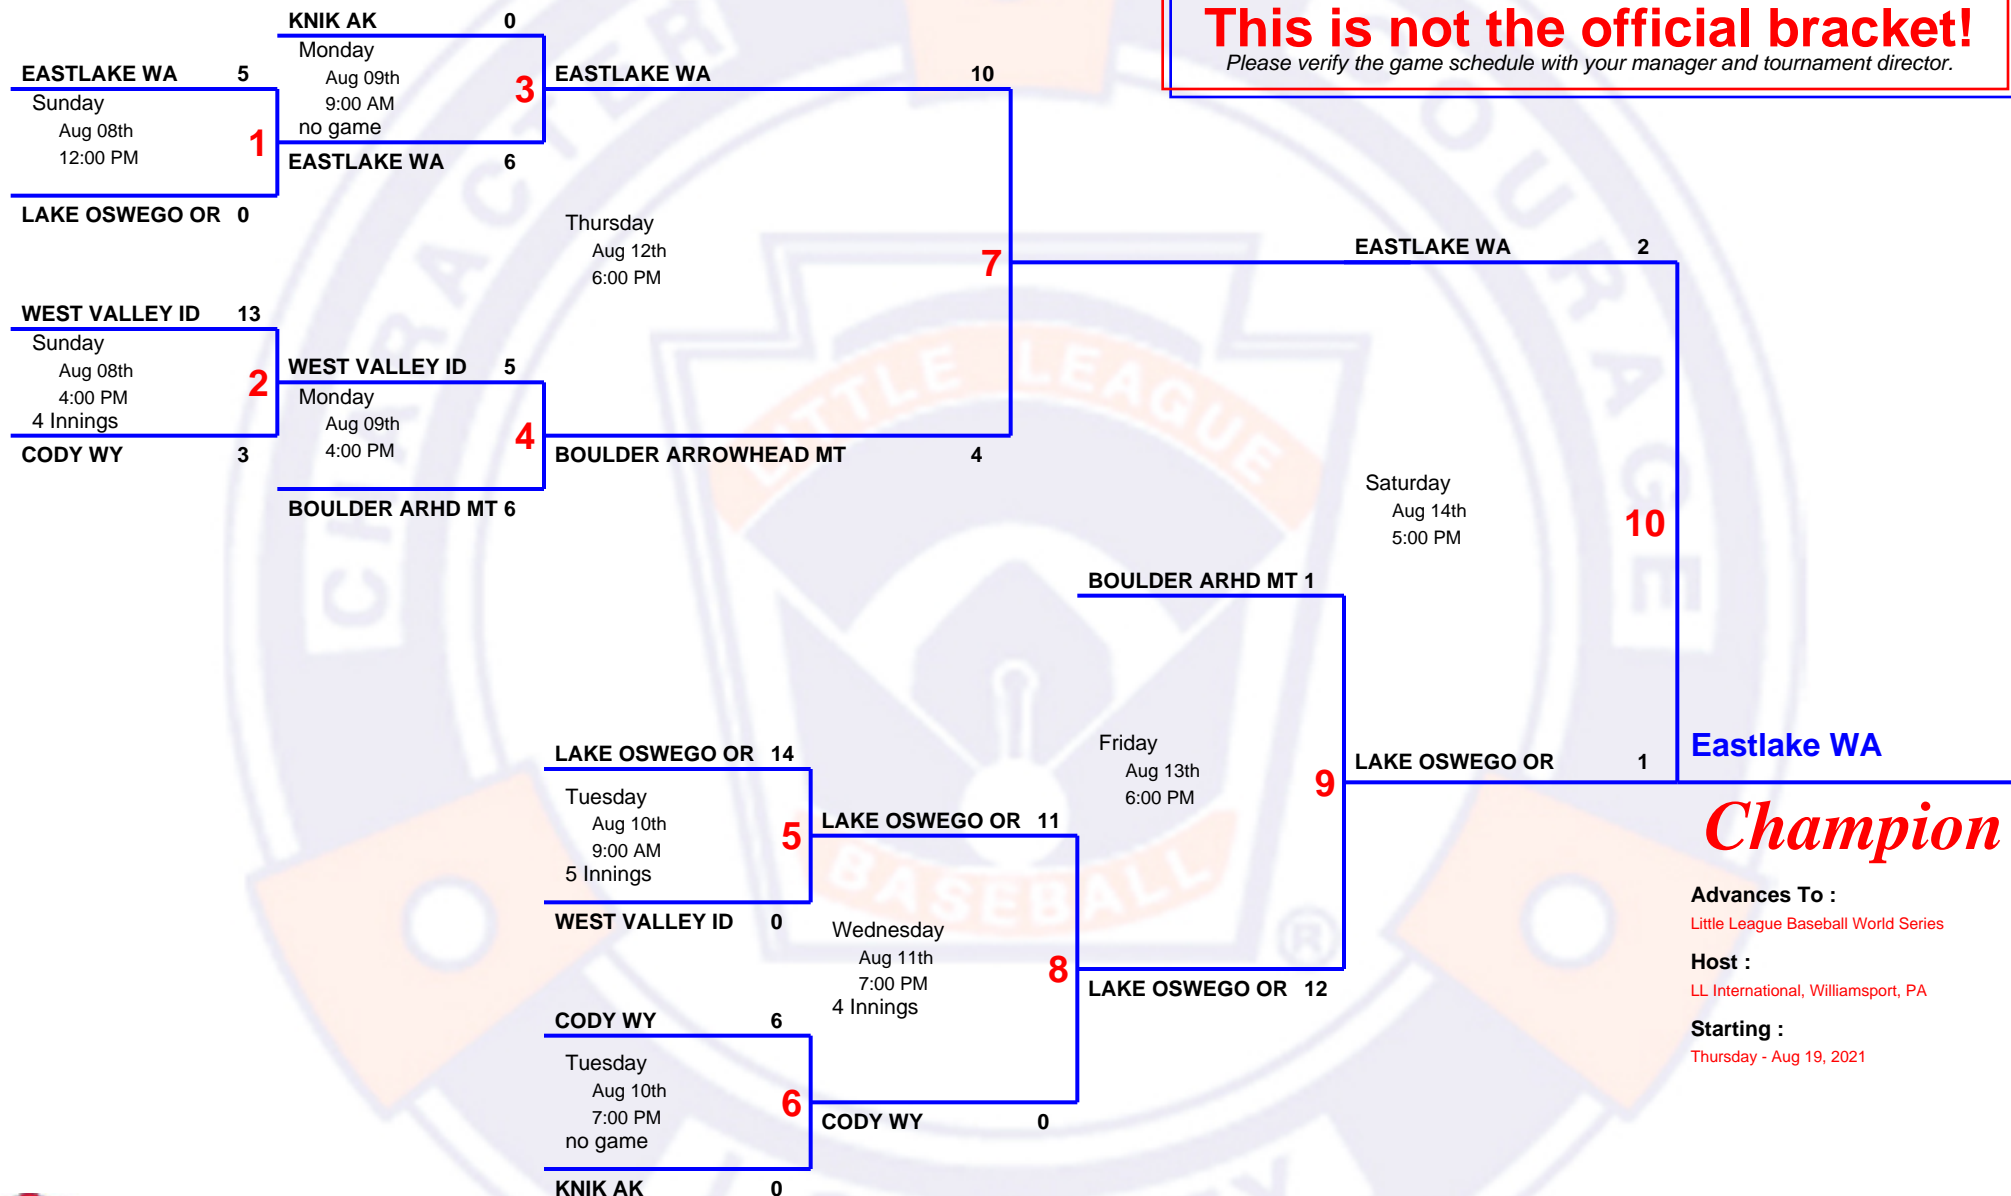 This is not the official bracket!
Please verify the game schedule with your manager and tournament director.
KNIK AK 0
Monday
Aug 09th
9:00 AM
no game
3
EASTLAKE WA 6
EASTLAKE WA 5
Sunday
Aug 08th
12:00 PM
1
LAKE OSWEGO OR 0
EASTLAKE WA 10
Thursday
Aug 12th
6:00 PM
7
BOULDER ARROWHEAD MT 4
WEST VALLEY ID 13
Sunday
Aug 08th
4:00 PM
4 Innings
2
CODY WY 3
WEST VALLEY ID 5
Monday
Aug 09th
4:00 PM
4
BOULDER ARHD MT 6
EASTLAKE WA 2
Saturday
Aug 14th
5:00 PM
10
LAKE OSWEGO OR 1
BOULDER ARHD MT 1
Friday
Aug 13th
6:00 PM
9
LAKE OSWEGO OR 12
LAKE OSWEGO OR 14
Tuesday
Aug 10th
9:00 AM
5 Innings
5
WEST VALLEY ID 0
LAKE OSWEGO OR 11
Wednesday
Aug 11th
7:00 PM
4 Innings
8
CODY WY 0
CODY WY 6
Tuesday
Aug 10th
7:00 PM
no game
6
KNIK AK 0
Eastlake WA
Champion
Advances To :
Little League Baseball World Series
Host :
LL International, Williamsport, PA
Starting :
Thursday - Aug 19, 2021
CHARACTER
COURAGE
LITTLE LEAGUE
BASEBALL
®